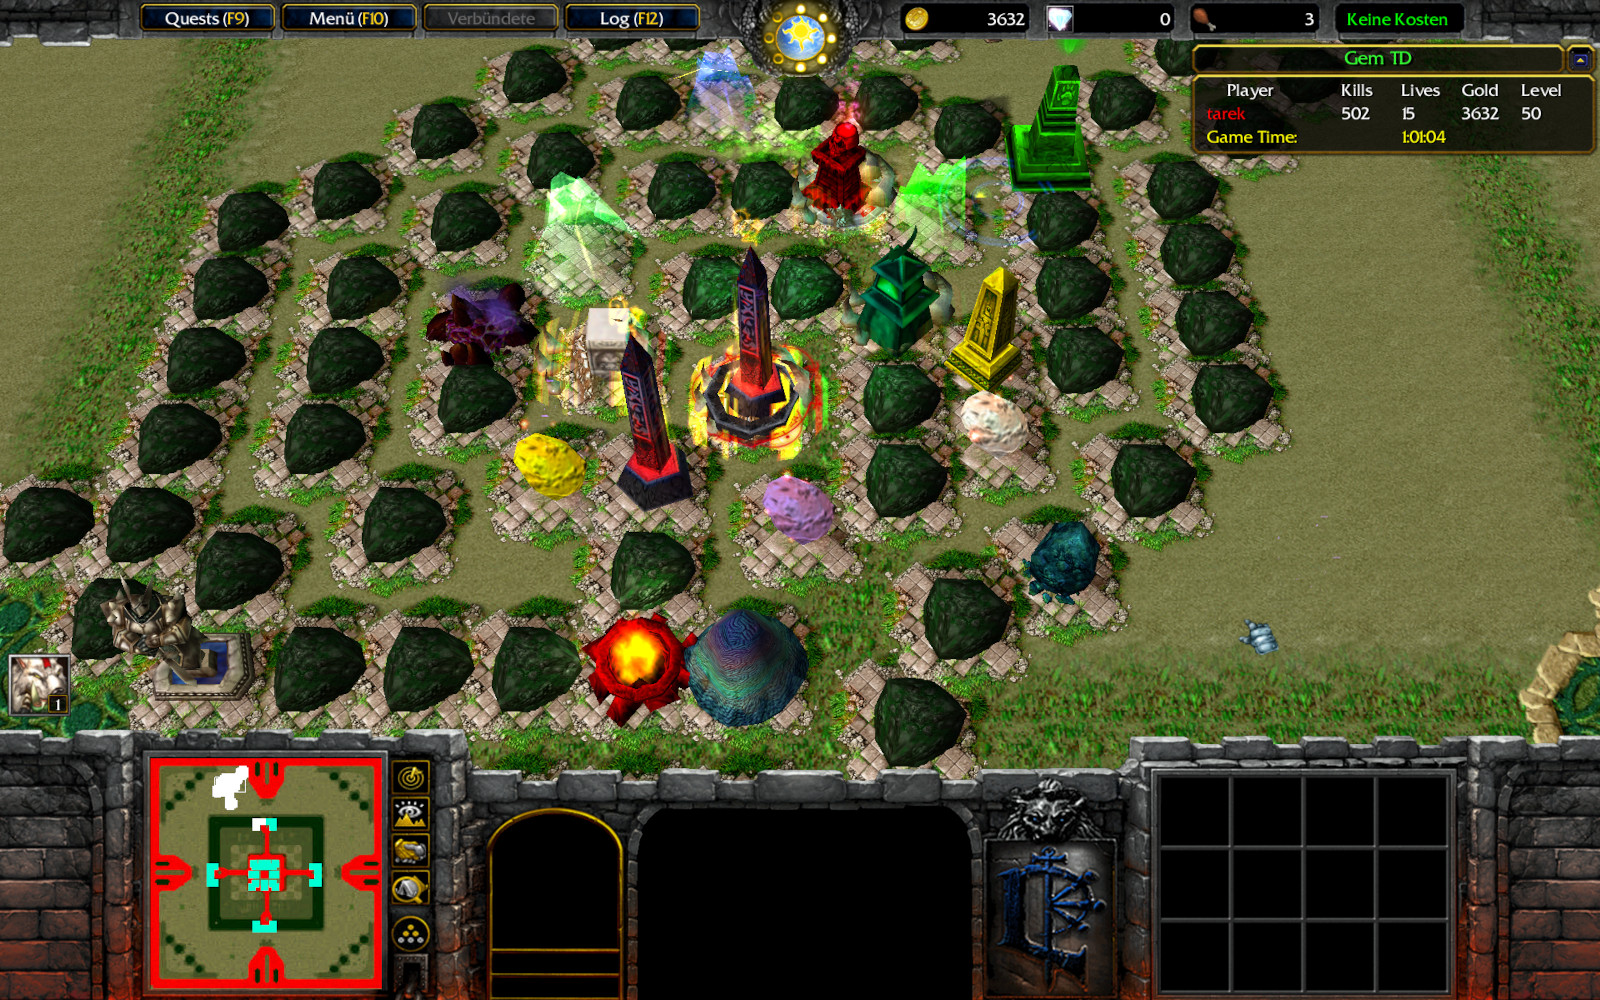 Quests (F9) Menü (F10) Verbündete Log (F12) 3632 0 3 Keine Kosten
Gem TD
Player Kills Lives Gold Level
tarek 502 15 3632 50
Game Time: 1:01:04
1